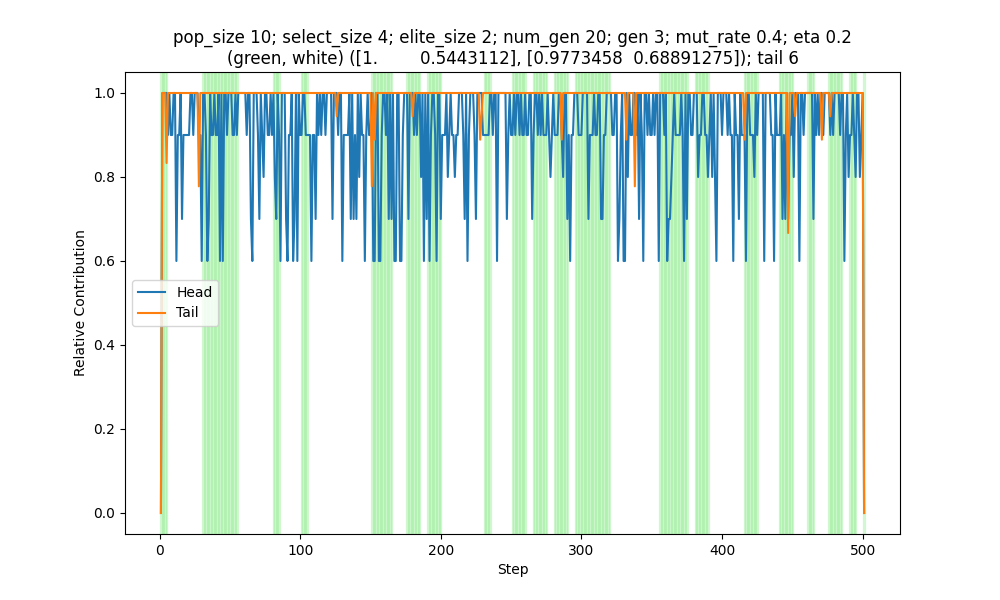 pop_size 10; select_size 4; elite_size 2; num_gen 20; gen 3; mut_rate 0.4; eta 0.2
(green, white) ([1.         0.5443112], [0.9773458  0.68891275]); tail 6
1.0
0.8
0.6
0.4
0.2
0.0
Relative Contribution
Head
Tail
0
100
200
300
400
500
Step